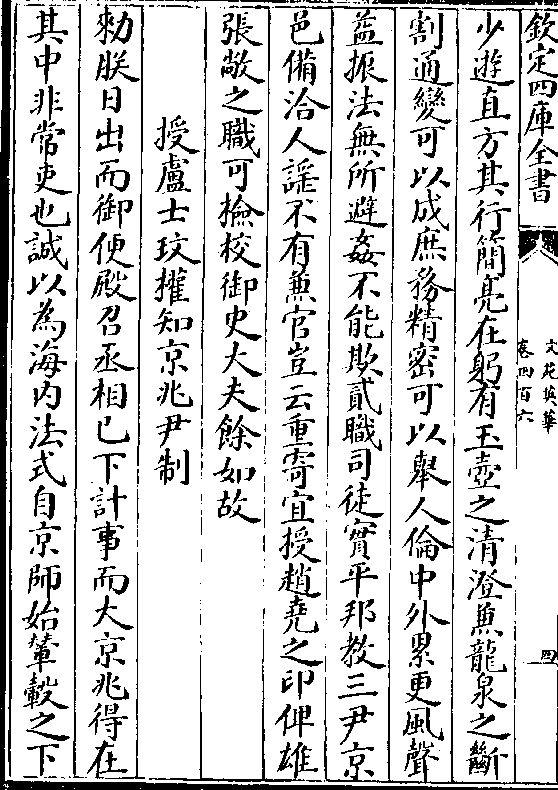 欽定四庫全書
文苑英華
卷四百六
四
少遊直方其行簡亮在躬有玉壺之清澄兼龍泉之斷
割通變可以成庶務精密可以舉人倫中外累更風聲
益振法無所避姦不能欺貳職司徒實平邦教三尹京
邑備洽人謡不有兼官豈云重寄宜授趙堯之印俾雄
張敞之職可撿校御史大夫餘如故
授盧士玫權知京兆尹制
勑朕日出而御便殿召丞相已下計事而大京兆得在
其中非常吏也誠以為海内法式自京師始輦轂之下